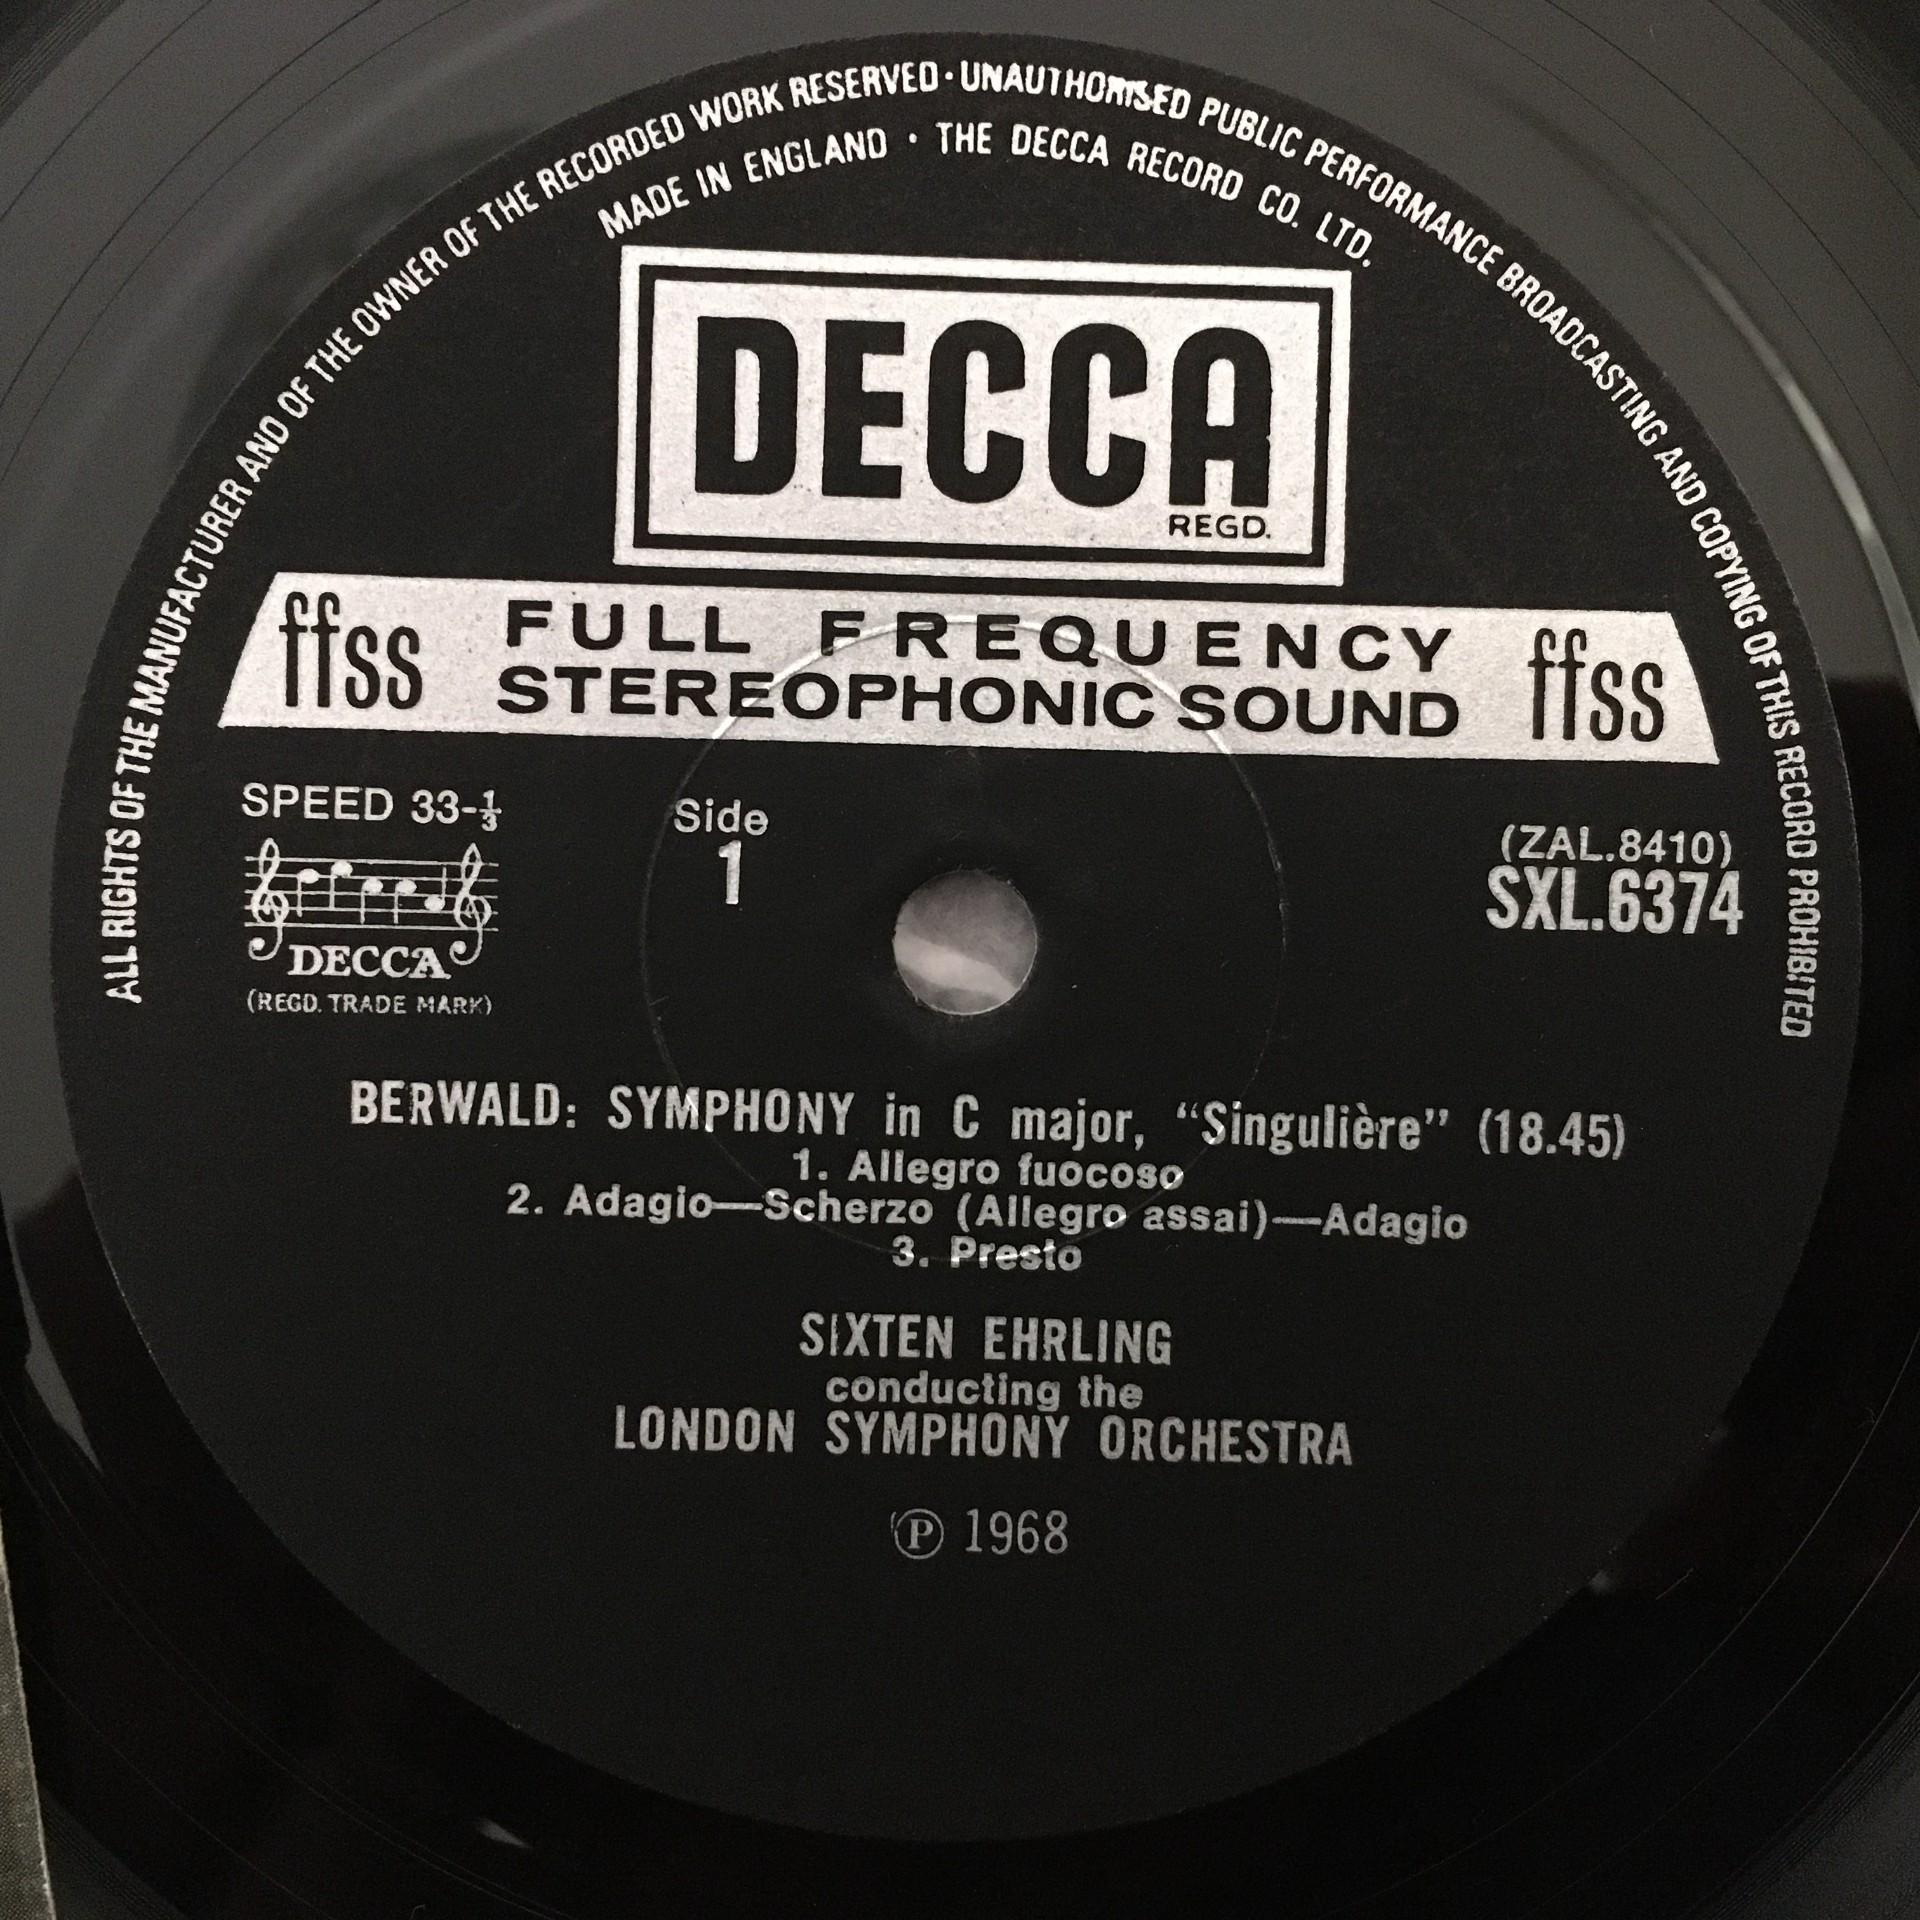 ALL RIGHTS OF THE MANUFACTURER AND OF THE OWNER OF THE RECORDED WORK RESERVED · UNAUTHORISED PUBLIC PERFORMANCE BROADCASTING AND COPYING OF THIS RECORD PROHIBITED
MADE IN ENGLAND · THE DECCA RECORD CO. LTD.
DECCA
REGD.
ffss FULL FREQUENCY ffss
STEREOPHONIC SOUND
SPEED 33-⅓
Side
1
(ZAL.8410)
SXL.6374
DECCA
(REGD. TRADE MARK)
BERWALD: SYMPHONY in C major, “Singulière” (18.45)
1. Allegro fuocoso
2. Adagio—Scherzo (Allegro assai)—Adagio
3. Presto
SIXTEN EHRLING
conducting the
LONDON SYMPHONY ORCHESTRA
Ⓟ 1968